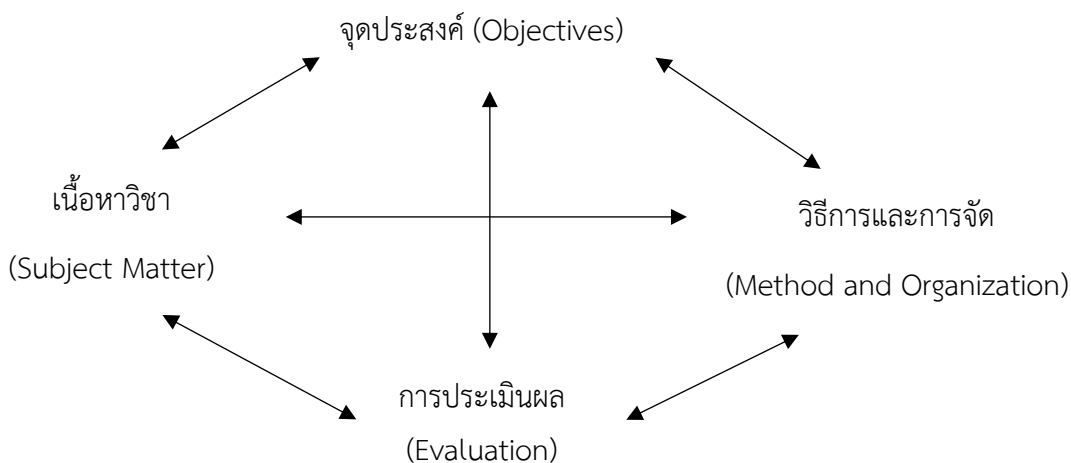 จุดประสงค์ (Objectives)
เนื้อหาวิชา
(Subject Matter)
วิธีการและการจัด
(Method and Organization)
การประเมินผล
(Evaluation)